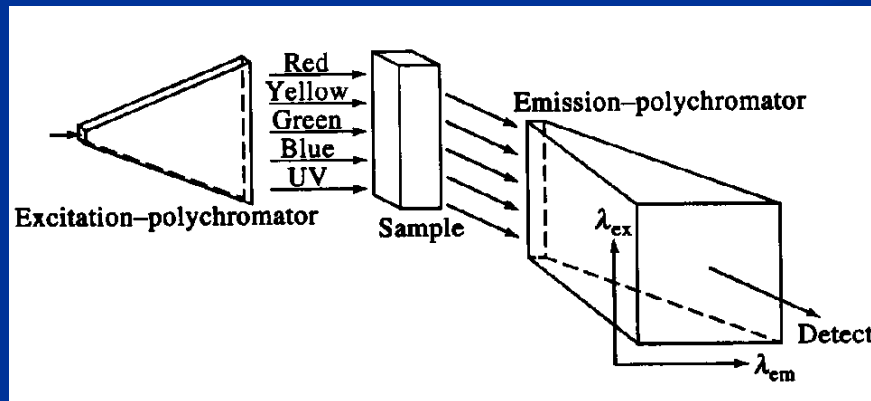 Red
Yellow
Green
Blue
UV
Excitation–polychromator
Sample
Emission–polychromator
λex
λem
Detect